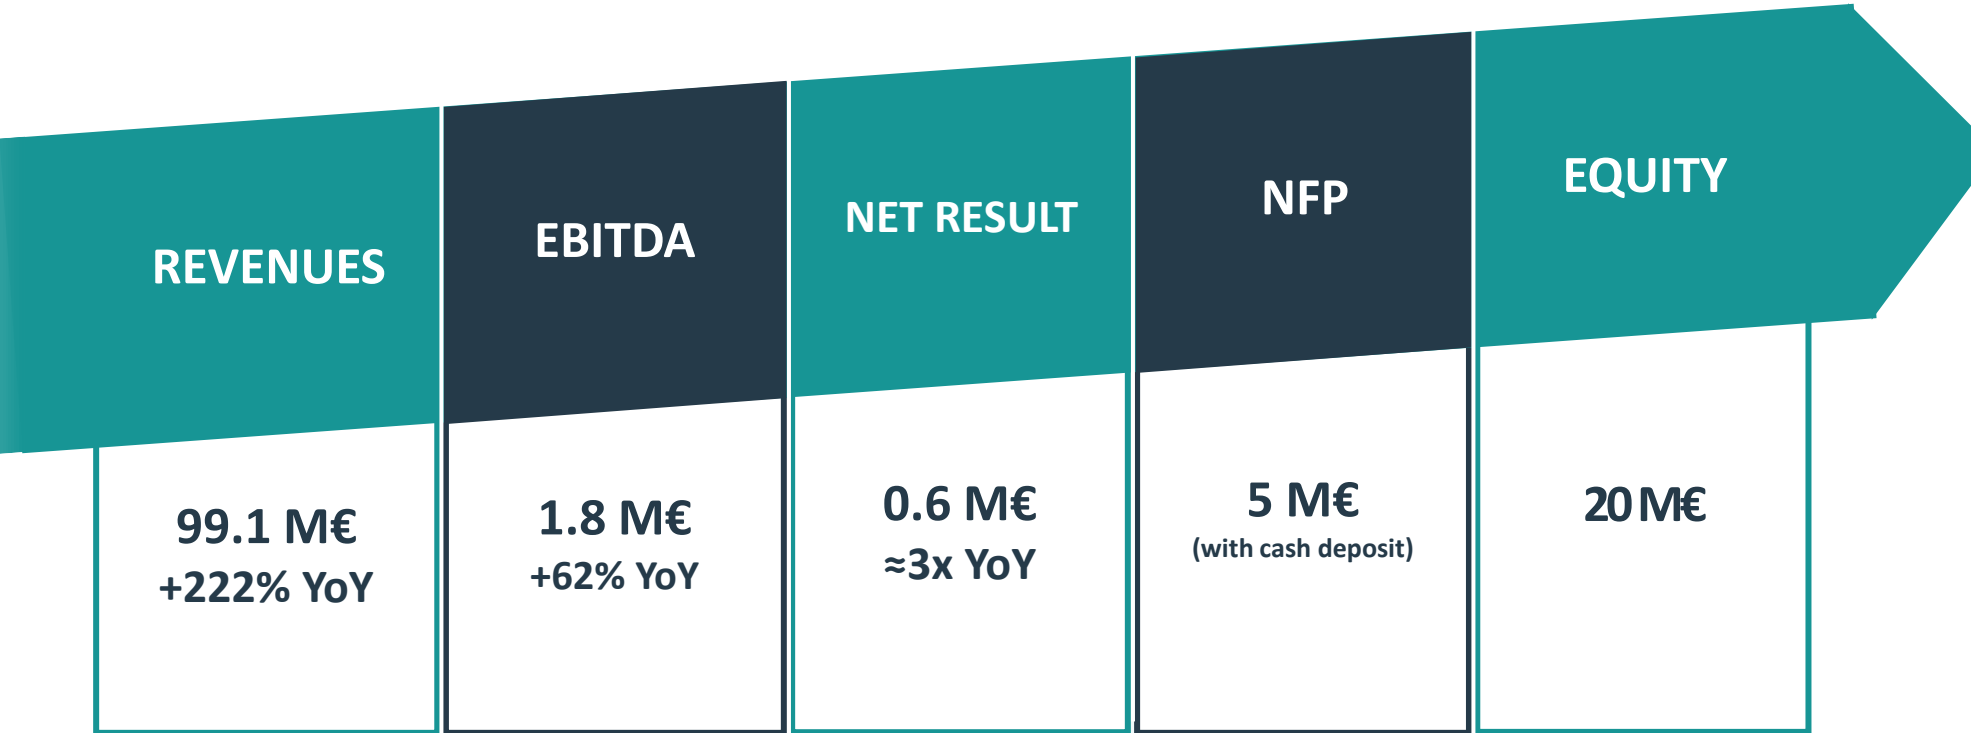 REVENUES
99.1 M€
+222% YoY
EBITDA
1.8 M€
+62% YoY
NET RESULT
0.6 M€
≈3x YoY
NFP
5 M€
(with cash deposit)
EQUITY
20 M€